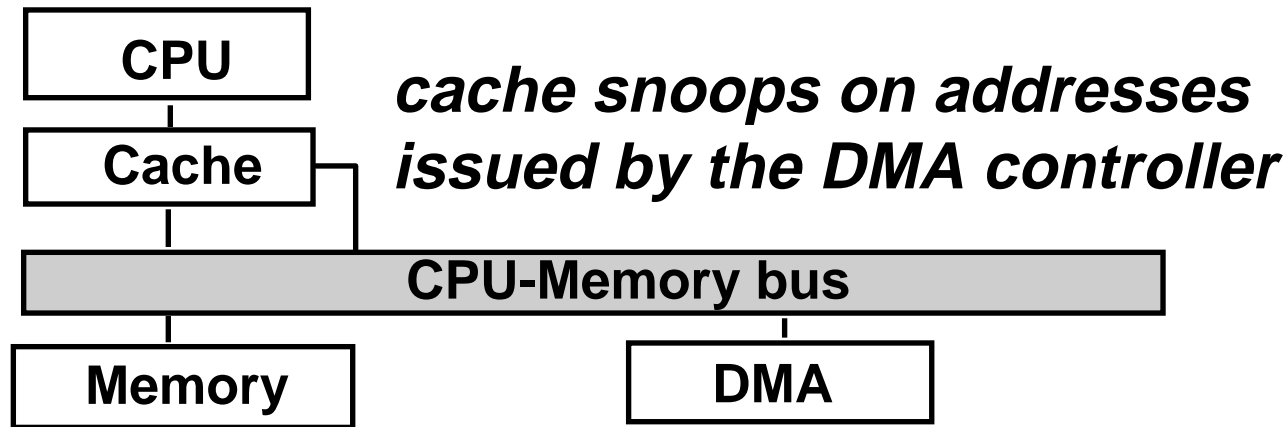 CPU
cache snoops on addresses
Cache
issued by the DMA controller
CPU-Memory bus
Memory
DMA